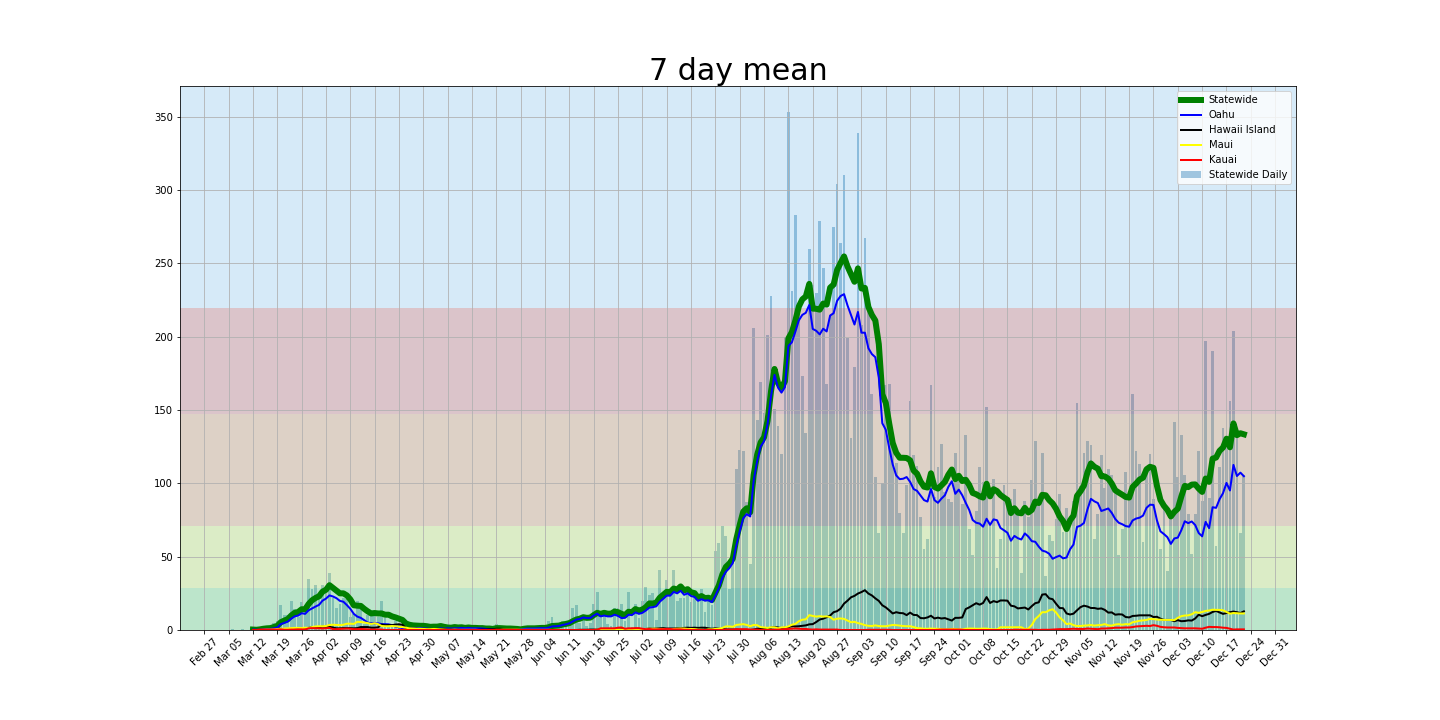 7 day mean
Statewide
Oahu
Hawaii Island
Maui
Kauai
Statewide Daily
350
300
250
200
150
100
50
0
Feb 27
Mar 05
Mar 12
Mar 19
Mar 26
Apr 02
Apr 09
Apr 16
Apr 23
Apr 30
May 07
May 14
May 21
May 28
Jun 04
Jun 11
Jun 18
Jun 25
Jul 02
Jul 09
Jul 16
Jul 23
Jul 30
Aug 06
Aug 13
Aug 20
Aug 27
Sep 03
Sep 10
Sep 17
Sep 24
Oct 01
Oct 08
Oct 15
Oct 22
Oct 29
Nov 05
Nov 12
Nov 19
Nov 26
Dec 03
Dec 10
Dec 17
Dec 24
Dec 31